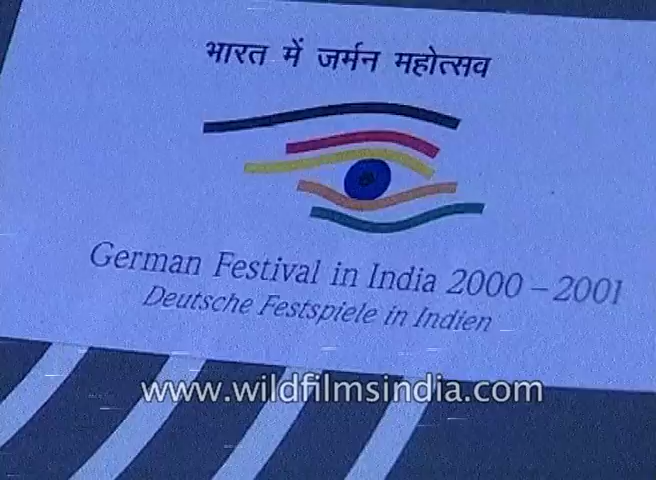 भारत में जर्मन महोत्सव
German Festival in India 2000 – 2001
Deutsche Festspiele in Indien
www.wildfilmsindia.com